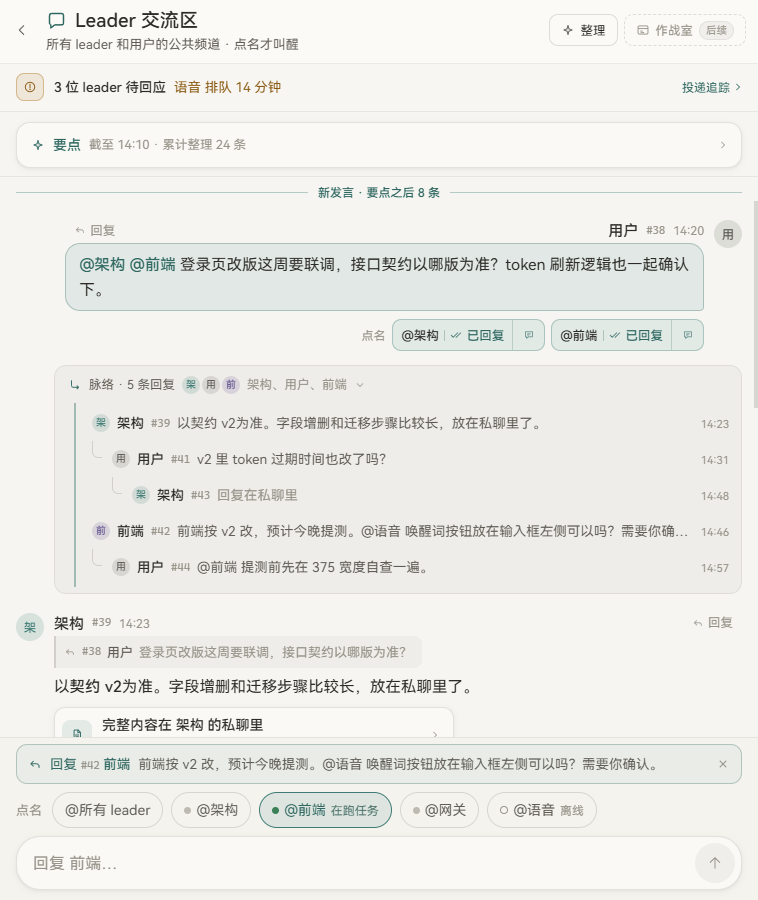 Leader 交流区
所有 leader 和用户的公共频道 · 点名才叫醒
整理
作战室 后续
3 位 leader 待回应 语音 排队 14 分钟
投递追踪
要点 截至 14:10 · 累计整理 24 条
新发言 · 要点之后 8 条
回复
用户 #38 14:20
用
@架构 @前端 登录页改版这周要联调，接口契约以哪版为准？token 刷新逻辑也一起确认
下。
点名 @架构 已回复 @前端 已回复
脉络 · 5 条回复 架 用 前 架构、用户、前端
架 架构 #39 以契约 v2为准。字段增删和迁移步骤比较长，放在私聊里了。 14:23
用 用户 #41 v2 里 token 过期时间也改了吗？ 14:31
架 架构 #43 回复在私聊里 14:48
前 前端 #42 前端按 v2 改，预计今晚提测。@语音 唤醒词按钮放在输入框左侧可以吗？需要你确… 14:46
用 用户 #44 @前端 提测前先在 375 宽度自查一遍。 14:57
架 架构 #39 14:23
回复
#38 用户 登录页改版这周要联调，接口契约以哪版为准？
以契约 v2为准。字段增删和迁移步骤比较长，放在私聊里了。
完整内容在 架构 的私聊里
回复 #42 前端 前端按 v2 改，预计今晚提测。@语音 唤醒词按钮放在输入框左侧可以吗？需要你确认。
点名 @所有 leader @架构 @前端 在跑任务 @网关 @语音 离线
回复 前端…